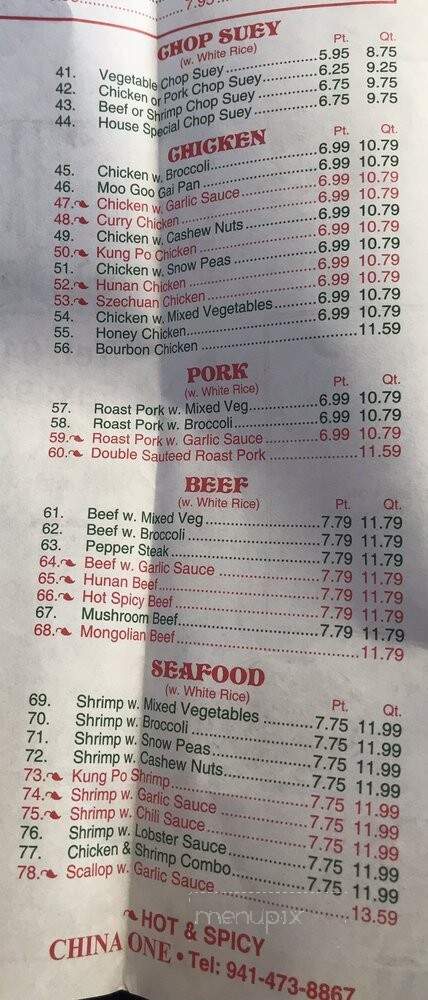 7.95
CHOP SUEY
(w. White Rice) Pt. Qt.
41. Vegetable Chop Suey 5.95 8.75
42. Chicken or Pork Chop Suey 6.25 9.25
43. Beef or Shrimp Chop Suey 6.75 9.75
44. House Special Chop Suey 6.75 9.75
CHICKEN Pt. Qt.
45. Chicken w. Broccoli 6.99 10.79
46. Moo Goo Gai Pan 6.99 10.79
47. Chicken w. Garlic Sauce 6.99 10.79
48. Curry Chicken 6.99 10.79
49. Chicken w. Cashew Nuts 6.99 10.79
50. Kung Po Chicken 6.99 10.79
51. Chicken w. Snow Peas 6.99 10.79
52. Hunan Chicken 6.99 10.79
53. Szechuan Chicken 6.99 10.79
54. Chicken w. Mixed Vegetables 6.99 10.79
55. Honey Chicken 11.59
56. Bourbon Chicken
PORK
(w. White Rice) Pt. Qt.
57. Roast Pork w. Mixed Veg. 6.99 10.79
58. Roast Pork w. Broccoli 6.99 10.79
59. Roast Pork w. Garlic Sauce 6.99 10.79
60. Double Sauteed Roast Pork 11.59
BEEF
(w. White Rice) Pt. Qt.
61. Beef w. Mixed Veg 7.79 11.79
62. Beef w. Broccoli 7.79 11.79
63. Pepper Steak 7.79 11.79
64. Beef w. Garlic Sauce 7.79 11.79
65. Hunan Beef 7.79 11.79
66. Hot Spicy Beef 7.79 11.79
67. Mushroom Beef 7.79 11.79
68. Mongolian Beef 11.79
SEAFOOD
(w. White Rice) Pt. Qt.
69. Shrimp w. Mixed Vegetables 7.75 11.99
70. Shrimp w. Broccoli 7.75 11.99
71. Shrimp w. Snow Peas 7.75 11.99
72. Shrimp w. Cashew Nuts 7.75 11.99
73. Kung Po Shrimp 7.75 11.99
74. Shrimp w. Garlic Sauce 7.75 11.99
75. Shrimp w. Chili Sauce 7.75 11.99
76. Shrimp w. Lobster Sauce 7.75 11.99
77. Chicken & Shrimp Combo 7.75 11.99
78. Scallop w. Garlic Sauce 13.59
menupix
HOT & SPICY
CHINA ONE • Tel: 941-473-8867